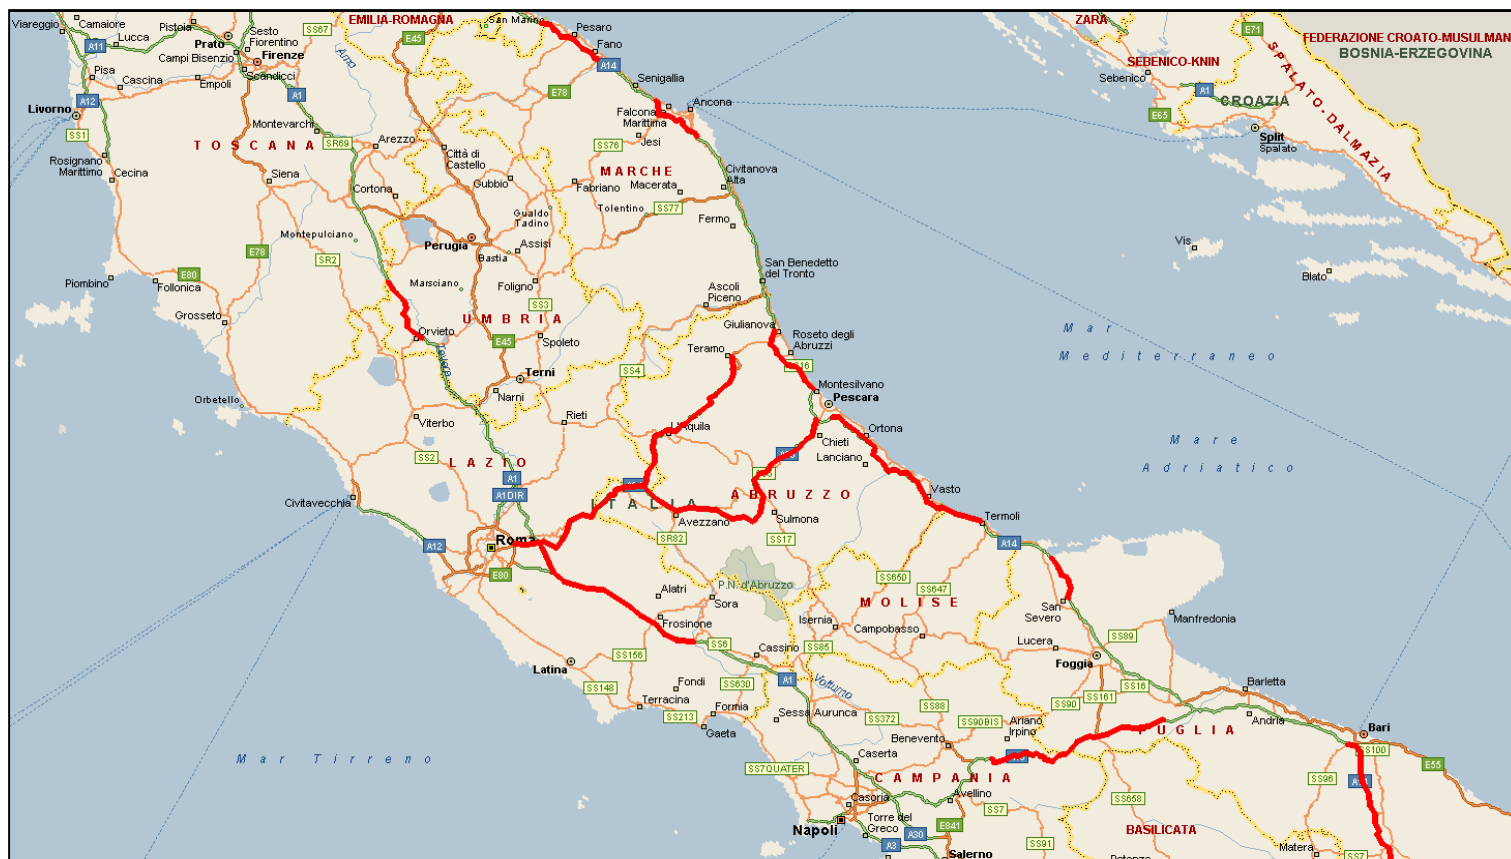 Viareggio
Camaiore
Pistoia
SS67
EMILIA-ROMAGNA
San Marino
Pesaro
ZARA
E71
FEDERAZIONE CROATO-MUSULMAN
BOSNIA-ERZEGOVINA
A11
Lucca
Prato
Sesto
Fiorentino
Campi Bisenzio
Firenze
Arno
E45
Fano
A14
SEBENICO-KNIN
Sebenico
SPALATO-DALMAZIA
Pisa
Cascina
Empoli
Scandicci
A1
E78
Senigallia
A1
CROAZIA
Livorno
A12
Montevarchi
Falcona
Marittima
Ancona
E65
Split
Spalato
SS1
TOSCANA
SR69
Arezzo
Città di
Castello
SS76
Jesi
Rosignano
Marittimo
Cecina
Siena
Cortona
Gubbio
Fabriano
MARCHE
Macerata
Civitanova
Alta
Gualdo
Tadino
Tolentino
SS77
Fermo
Montepulciano
Perugia
Assisi
Bastia
Vis
E78
SR2
Blato
Piombino
E80
Follonica
Marsciano
Foligno
San Benedetto
del Tronto
Ascoli
Piceno
SS3
Grosseto
UMBRIA
Orvieto
Giulianova
Roseto degli
Abruzzi
Mar
Mediterraneo
Tevere
E45
Spoleto
Teramo
SS16
Terni
SS4
Montesilvano
Pescara
Orbetello
Narni
Viterbo
Rieti
L'Aquila
Chieti
Ortona
Mare
Adriatico
SS2
LAZIO
A1
Lanciano
A1DIR
ITALIA
ABRUZZO
Vasto
Civitavecchia
Avezzano
Sulmona
Termoli
Roma
A12
SR82
SS17
A14
E80
P.N. d'Abruzzo
SS650
SS647
Alatri
Sora
MOLISE
San
Severo
Manfredonia
Frosinone
Isernia
Campobasso
Lucera
SS89
Latina
SS156
SS6
Cassino
SS85
Foggia
SS148
Fondi
SS630
A1
Volturno
SS16
Barletta
Terracina
SS213
Formia
Gaeta
Sessa Aurunca
SS372
SS88
SS90
SS161
SS90BIS
Ariano
Irpino
Andria
Bari
Benevento
PUGLIA
SS100
Mar Tirreno
SS7QUATER
Caserta
CAMPANIA
SS96
E55
Casoria
Avellino
SS7
SS658
Napoli
Torre del
Greco
A30
E841
BASILICATA
A3
Salerno
SS91
Potenza
Matera
SS7